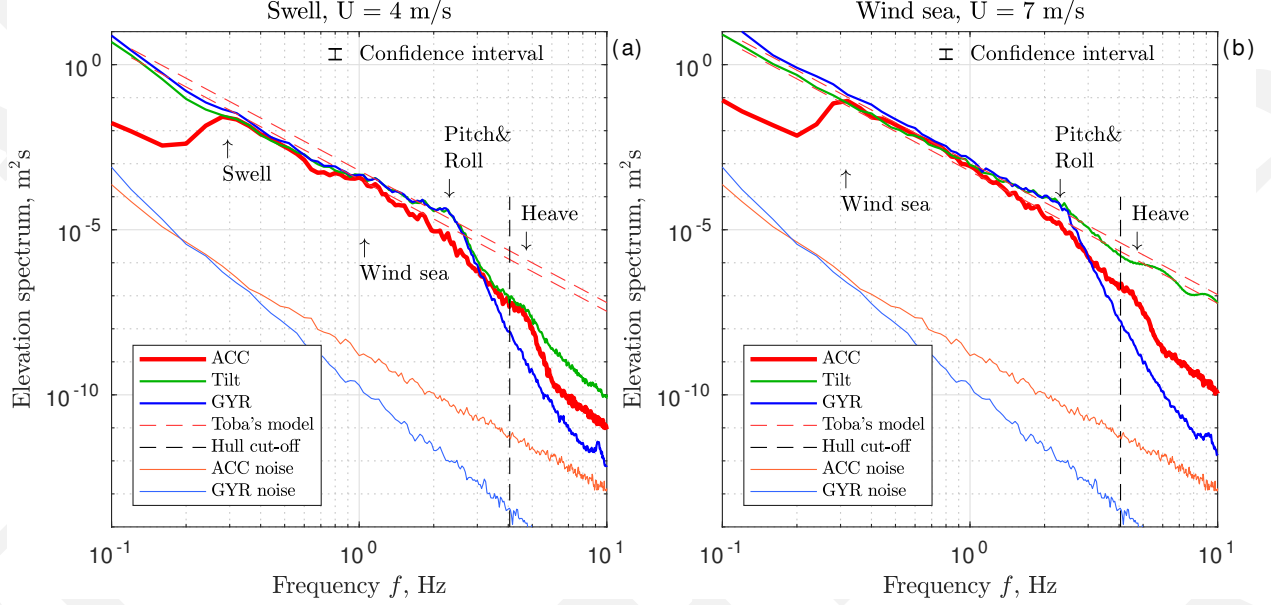 Swell, U = 4 m/s
(a)
Confidence interval
Pitch&
Roll
Heave
Swell
Wind sea
10^0
10^-5
10^-10
Elevation spectrum, m^2s
ACC
Tilt
GYR
Toba's model
Hull cut-off
ACC noise
GYR noise
10^-1
10^0
10^1
Frequency f, Hz
Wind sea, U = 7 m/s
(b)
Confidence interval
Pitch&
Roll
Heave
Wind sea
10^0
10^-5
10^-10
Elevation spectrum, m^2s
ACC
Tilt
GYR
Toba's model
Hull cut-off
ACC noise
GYR noise
10^-1
10^0
10^1
Frequency f, Hz